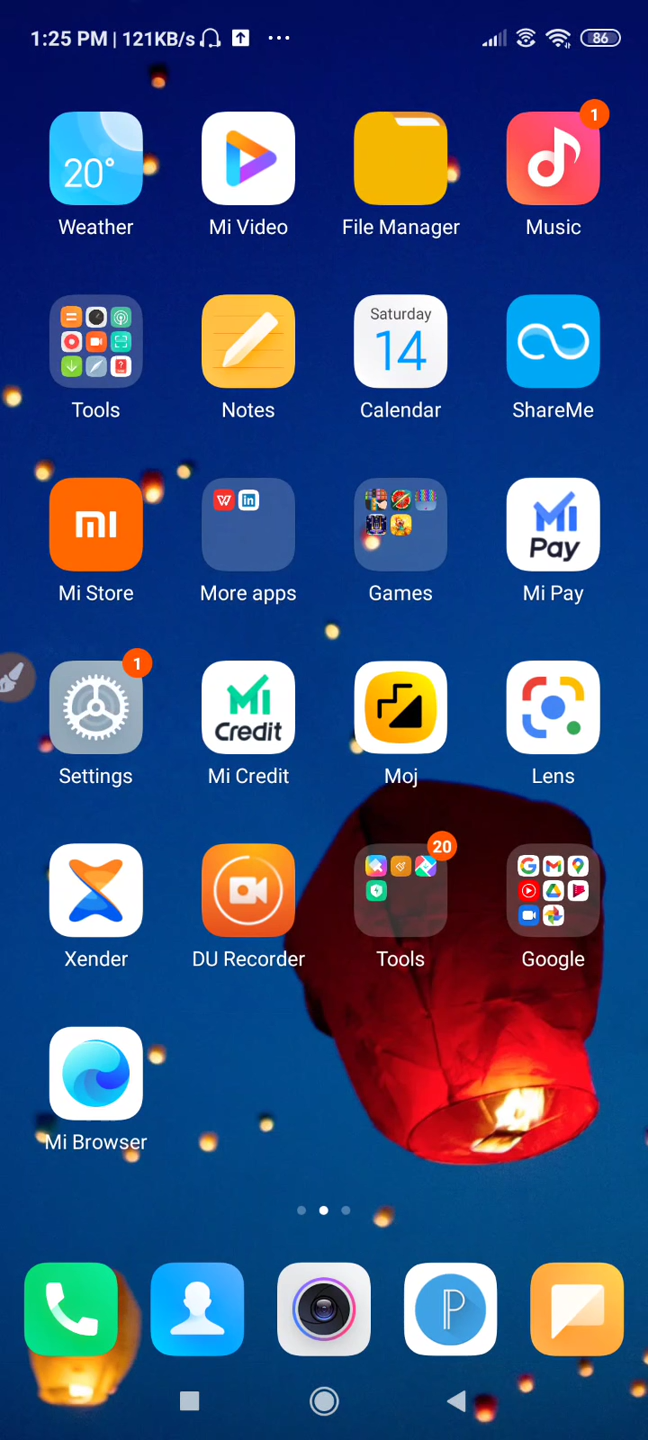 1:25 PM | 121KB/s 86
20°
Weather Mi Video File Manager Music
1
Saturday
14
Tools Notes Calendar ShareMe
mi
Mi Pay
Mi Store More apps Games Mi Pay
1
Mi Credit
Settings Mi Credit Moj Lens
20
Xender DU Recorder Tools Google
Mi Browser
P